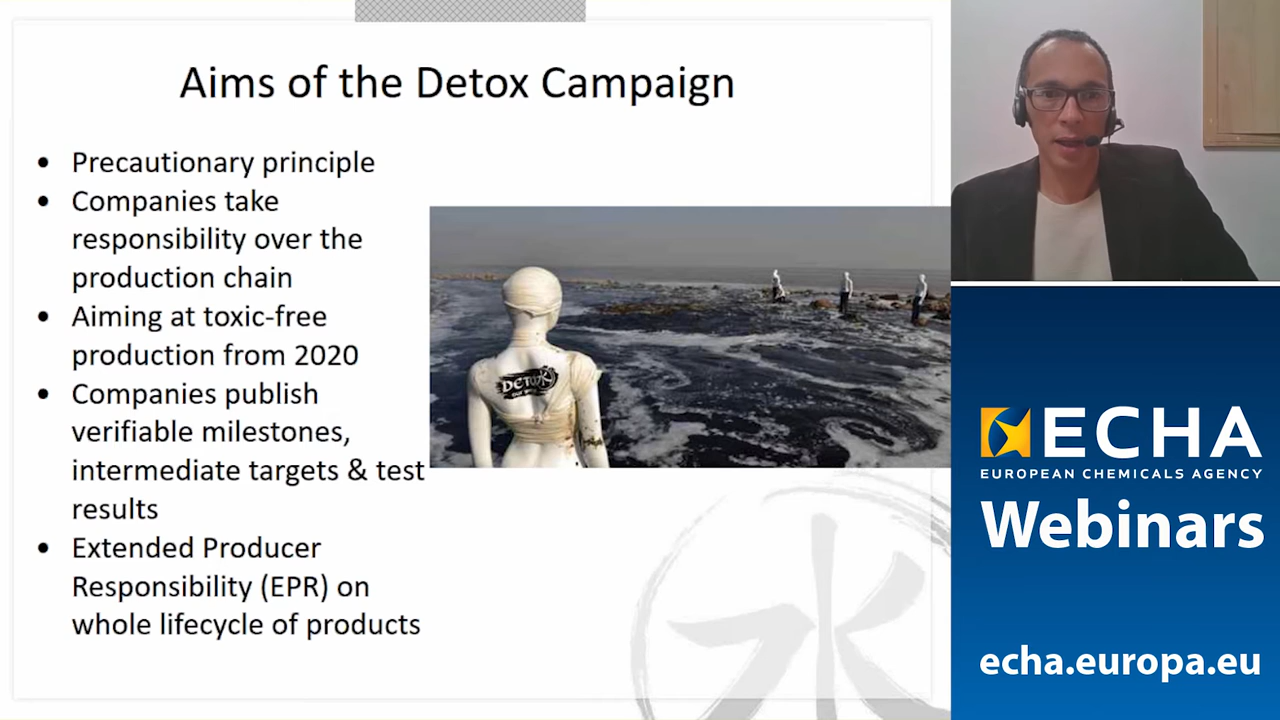 Aims of the Detox Campaign
• Precautionary principle
• Companies take
responsibility over the
production chain
• Aiming at toxic-free
production from 2020
• Companies publish
verifiable milestones,
intermediate targets & test
results
• Extended Producer
Responsibility (EPR) on
whole lifecycle of products
DETOX
水
ECHA
EUROPEAN CHEMICALS AGENCY
Webinars
echa.europa.eu